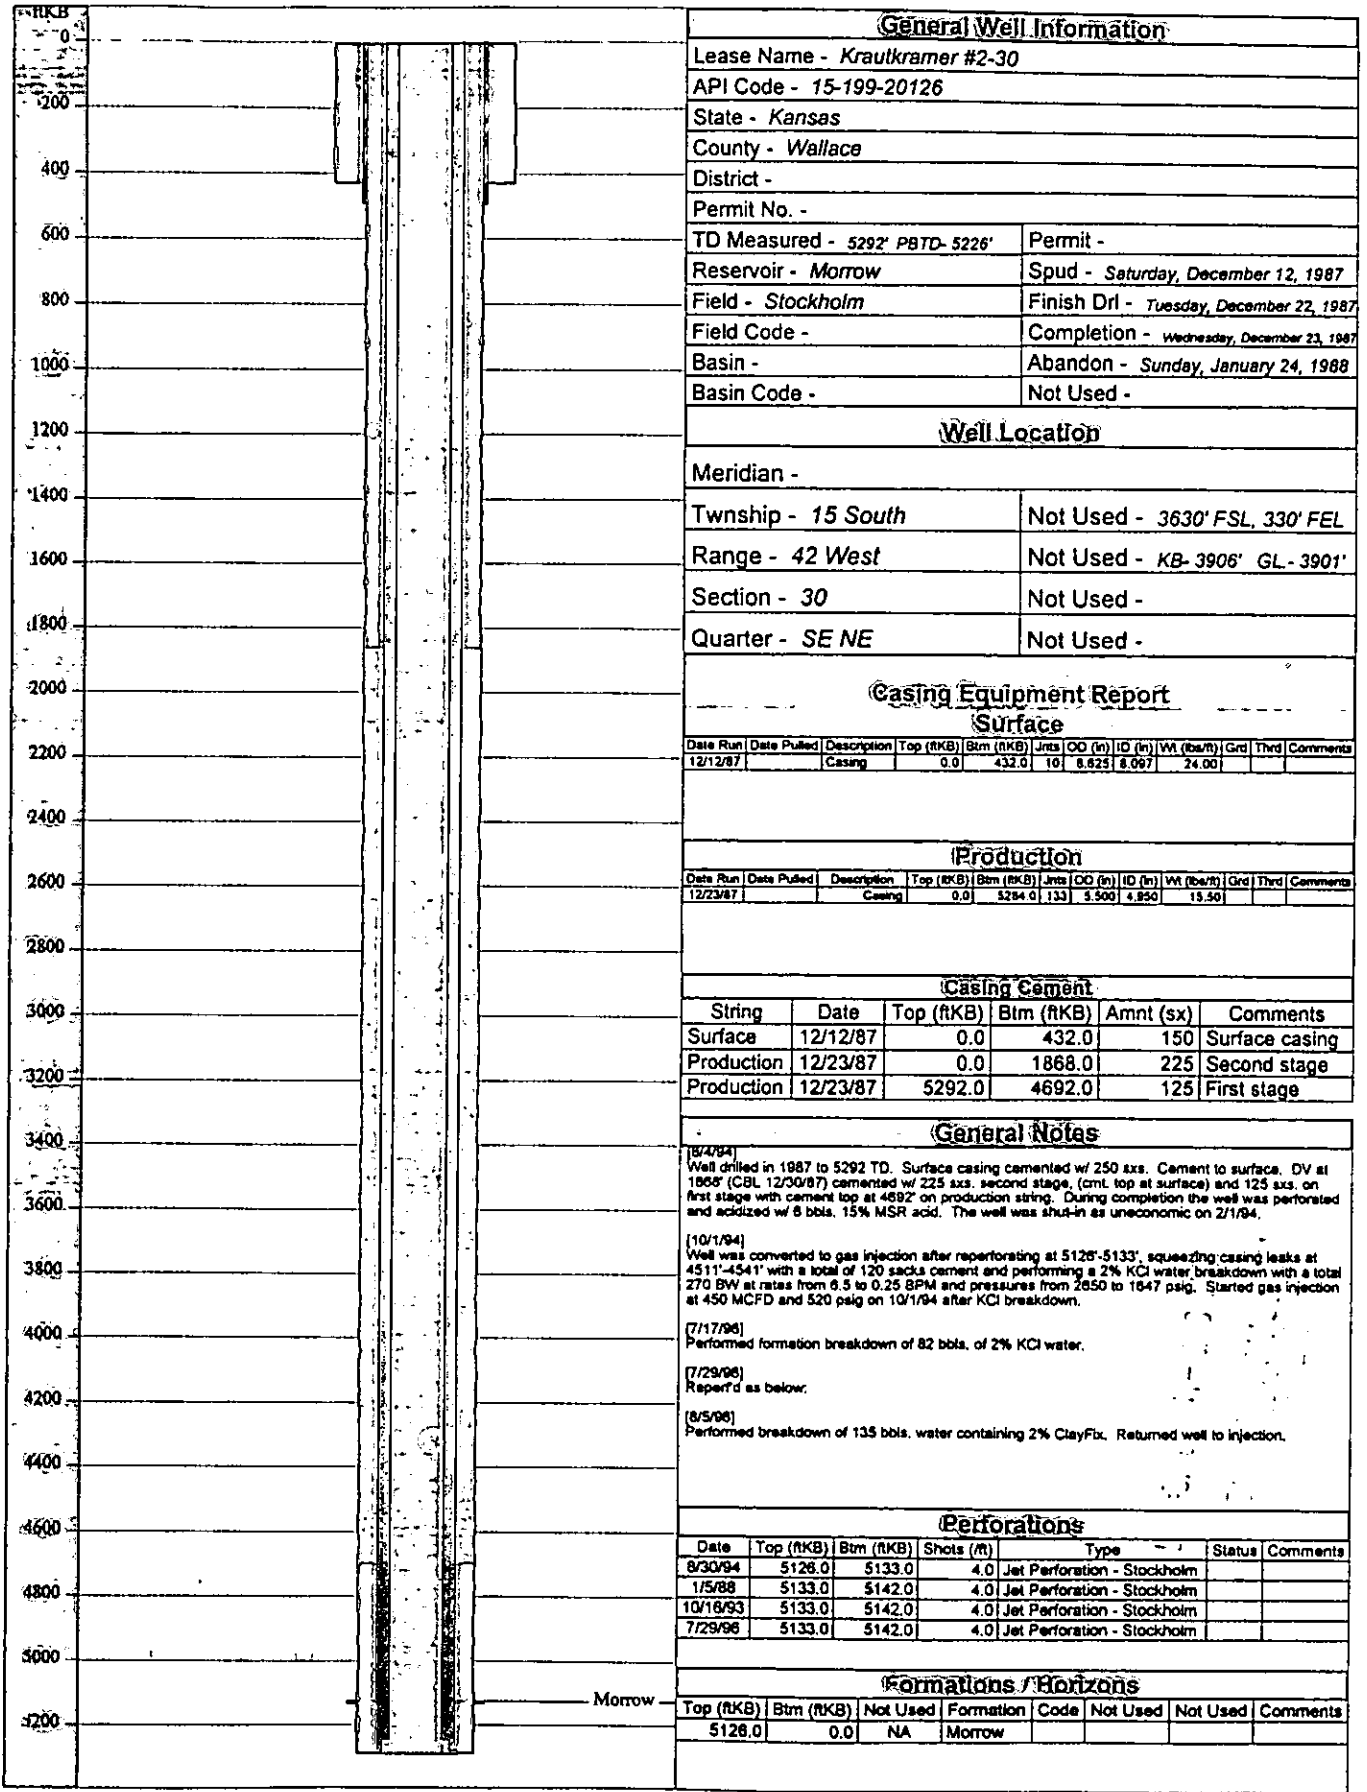 ftKB
0
200
400
600
800
1000
1200
1400
1600
1800
2000
2200
2400
2600
2800
3000
3200
3400
3600
3800
4000
4200
4400
4600
4800
5000
5200
Morrow
General Well Information
Lease Name - Krautkramer #2-30
API Code - 15-199-20126
State - Kansas
County - Wallace
District -
Permit No. -
TD Measured - 5292' PBTD- 5226' Permit -
Reservoir - Morrow Spud - Saturday, December 12, 1987
Field - Stockholm Finish Drl - Tuesday, December 22, 1987
Field Code - Completion - Wednesday, December 23, 1987
Basin - Abandon - Sunday, January 24, 1988
Basin Code - Not Used -
Well Location
Meridian -
Twnship - 15 South Not Used - 3630' FSL, 330' FEL
Range - 42 West Not Used - KB- 3906' GL.- 3901'
Section - 30 Not Used -
Quarter - SE NE Not Used -
Casing Equipment Report
Surface
Date Run Date Pulled Description Top (ftKB) Btm (ftKB) Jnts OD (in) ID (in) Wt (lbs/ft) Grd Thrd Comments
12/12/87 Casing 0.0 432.0 10 8.625 8.097 24.00
Production
Date Run Date Pulled Description Top (ftKB) Btm (ftKB) Jnts OD (in) ID (in) Wt (lbs/ft) Grd Thrd Comments
12/23/87 Casing 0.0 5284.0 133 5.500 4.950 15.50
Casing Cement
String Date Top (ftKB) Btm (ftKB) Amnt (sx) Comments
Surface 12/12/87 0.0 432.0 150 Surface casing
Production 12/23/87 0.0 1868.0 225 Second stage
Production 12/23/87 5292.0 4692.0 125 First stage
General Notes
[8/4/94]
Well drilled in 1987 to 5292 TD. Surface casing cemented w/ 250 sxs. Cement to surface. DV at
1868' (CBL 12/30/87) cemented w/ 225 sxs. second stage, (cmt. top at surface) and 125 sxs. on
first stage with cement top at 4692' on production string. During completion the well was perforated
and acidized w/ 6 bbls. 15% MSR acid. The well was shut-in as uneconomic on 2/1/94.
[10/1/94]
Well was converted to gas injection after reperforating at 5126'-5133', squeezing casing leaks at
4511'-4541' with a total of 120 sacks cement and performing a 2% KCl water breakdown with a total
270 BW at rates from 6.5 to 0.25 BPM and pressures from 2650 to 1647 psig. Started gas injection
at 450 MCFD and 520 psig on 10/1/94 after KCl breakdown.
[7/17/96]
Performed formation breakdown of 82 bbls. of 2% KCl water.
[7/29/96]
Reperf'd as below:
[8/5/96]
Performed breakdown of 135 bbls. water containing 2% ClayFix. Returned well to injection.
Perforations
Date Top (ftKB) Btm (ftKB) Shots (/ft) Type Status Comments
8/30/94 5126.0 5133.0 4.0 Jet Perforation - Stockholm
1/5/88 5133.0 5142.0 4.0 Jet Perforation - Stockholm
10/16/93 5133.0 5142.0 4.0 Jet Perforation - Stockholm
7/29/96 5133.0 5142.0 4.0 Jet Perforation - Stockholm
Formations / Horizons
Top (ftKB) Btm (ftKB) Not Used Formation Code Not Used Not Used Comments
5126.0 0.0 NA Morrow